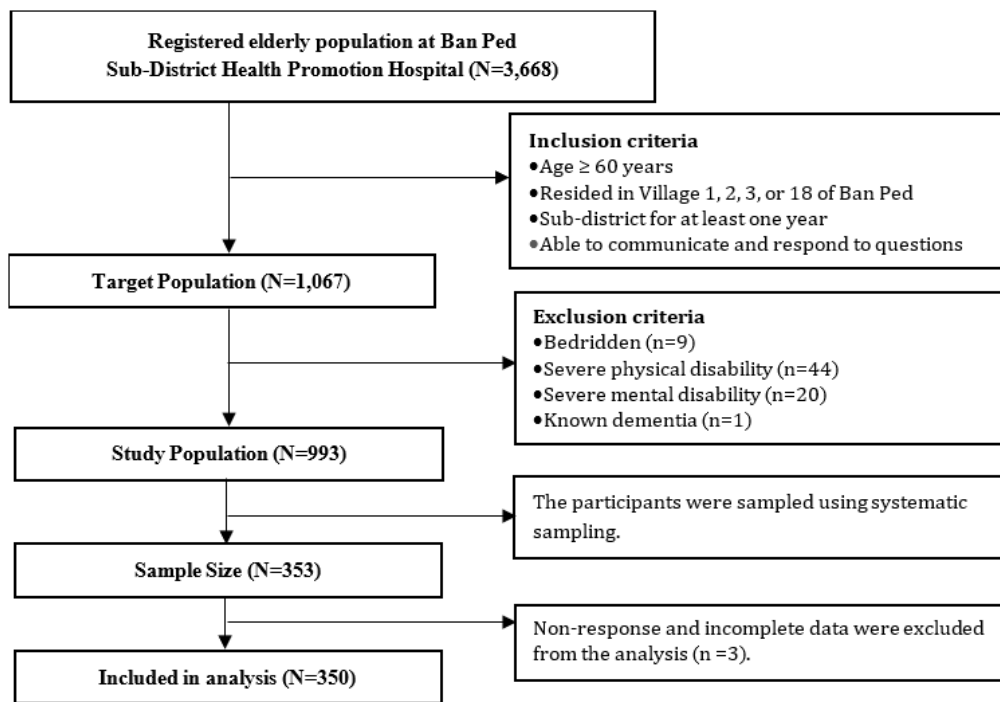 Registered elderly population at Ban Ped
Sub-District Health Promotion Hospital (N=3,668)
Inclusion criteria
•Age ≥ 60 years
•Resided in Village 1, 2, 3, or 18 of Ban Ped
•Sub-district for at least one year
•Able to communicate and respond to questions
Target Population (N=1,067)
Exclusion criteria
•Bedridden (n=9)
•Severe physical disability (n=44)
•Severe mental disability (n=20)
•Known dementia (n=1)
Study Population (N=993)
The participants were sampled using systematic
sampling.
Sample Size (N=353)
Non-response and incomplete data were excluded
from the analysis (n =3).
Included in analysis (N=350)